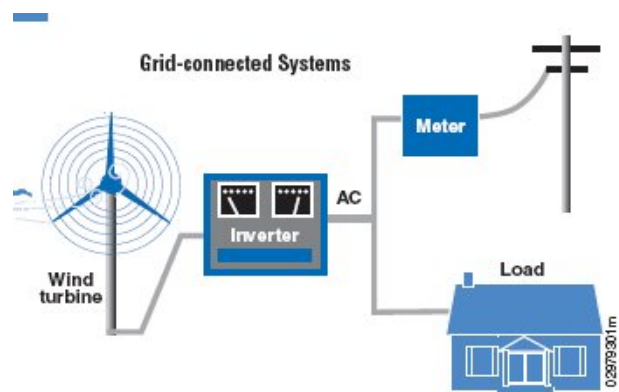 Grid-connected Systems
Meter
AC
Inverter
Wind
turbine
Load
02979301m